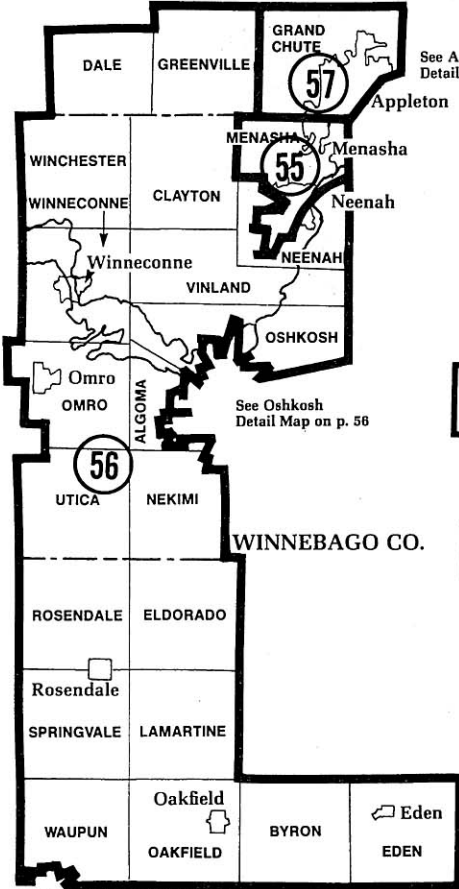 GRAND
CHUTE
DALE
GREENVILLE
57
See A
Detail
Appleton
MENASHA
Menasha
55
WINCHESTER
CLAYTON
WINNECONNE
Neenah
Winneconne
NEENAH
VINLAND
OSHKOSH
Omro
OMRO
ALGOMA
See Oshkosh
Detail Map on p. 56
56
UTICA
NEKIMI
WINNEBAGO CO.
ROSENDALE
ELDORADO
Rosendale
SPRINGVALE
LAMARTINE
Oakfield
Eden
WAUPUN
OAKFIELD
BYRON
EDEN